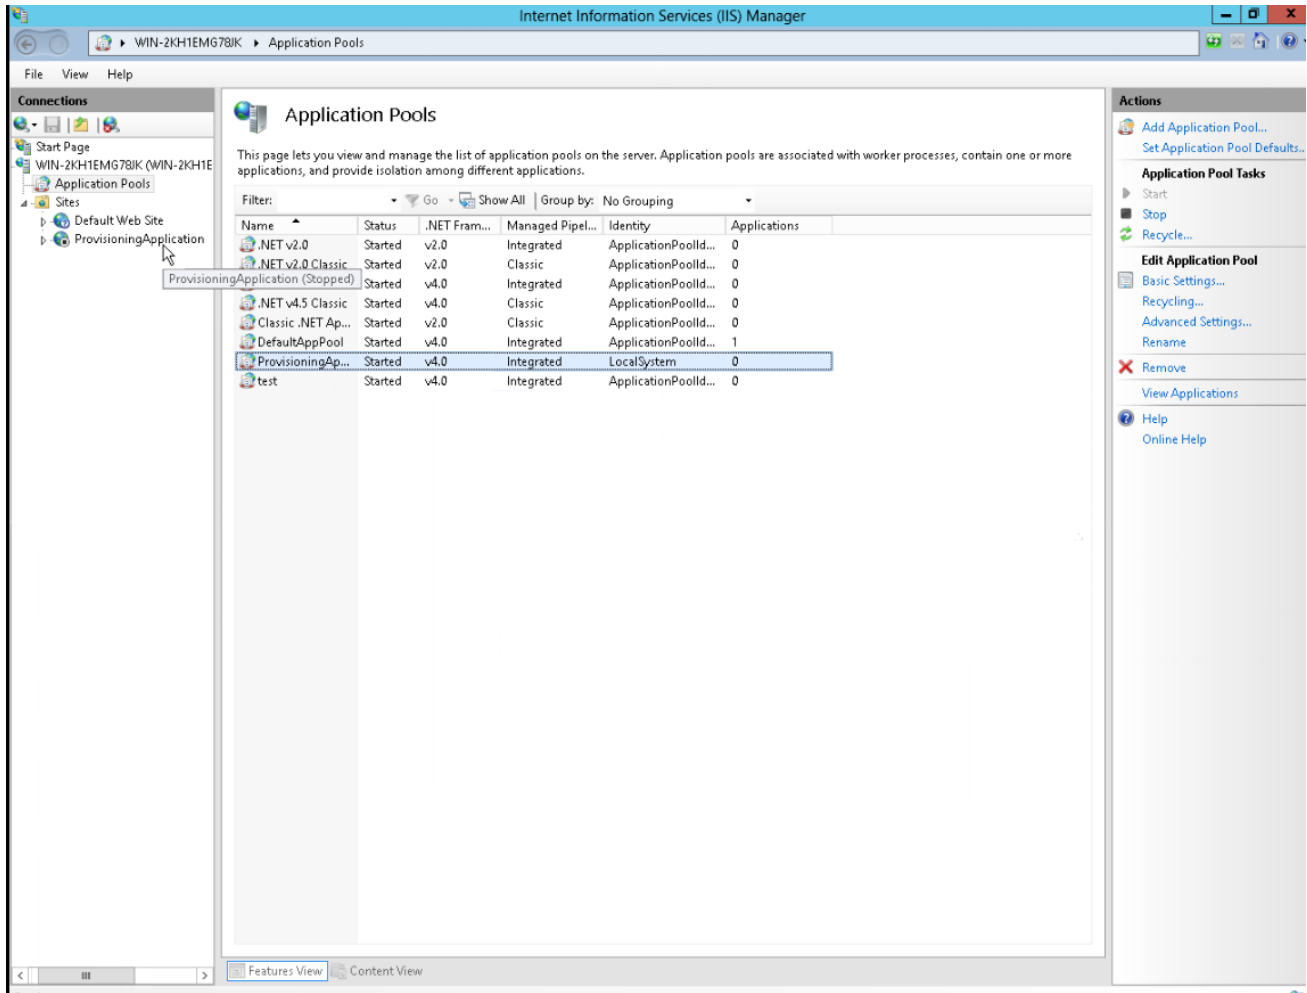 Internet Information Services (IIS) Manager
WIN-2KH1EMG78JK Application Pools
File View Help
Connections
Start Page
WIN-2KH1EMG78JK (WIN-2KH1E
Application Pools
Sites
Default Web Site
ProvisioningApplication
ProvisioningApplication (Stopped)
Application Pools
This page lets you view and manage the list of application pools on the server. Application pools are associated with worker processes, contain one or more
applications, and provide isolation among different applications.
Filter: Go Show All Group by: No Grouping
Name Status .NET Fram... Managed Pipel... Identity Applications
.NET v2.0 Started v2.0 Integrated ApplicationPoolId... 0
.NET v2.0 Classic Started v2.0 Classic ApplicationPoolId... 0
Started v4.0 Integrated ApplicationPoolId... 0
.NET v4.5 Classic Started v4.0 Classic ApplicationPoolId... 0
Classic .NET Ap... Started v2.0 Classic ApplicationPoolId... 0
DefaultAppPool Started v4.0 Integrated ApplicationPoolId... 1
ProvisioningAp... Started v4.0 Integrated LocalSystem 0
test Started v4.0 Integrated ApplicationPoolId... 0
Features View Content View
Actions
Add Application Pool...
Set Application Pool Defaults...
Application Pool Tasks
Start
Stop
Recycle...
Edit Application Pool
Basic Settings...
Recycling...
Advanced Settings...
Rename
Remove
View Applications
Help
Online Help